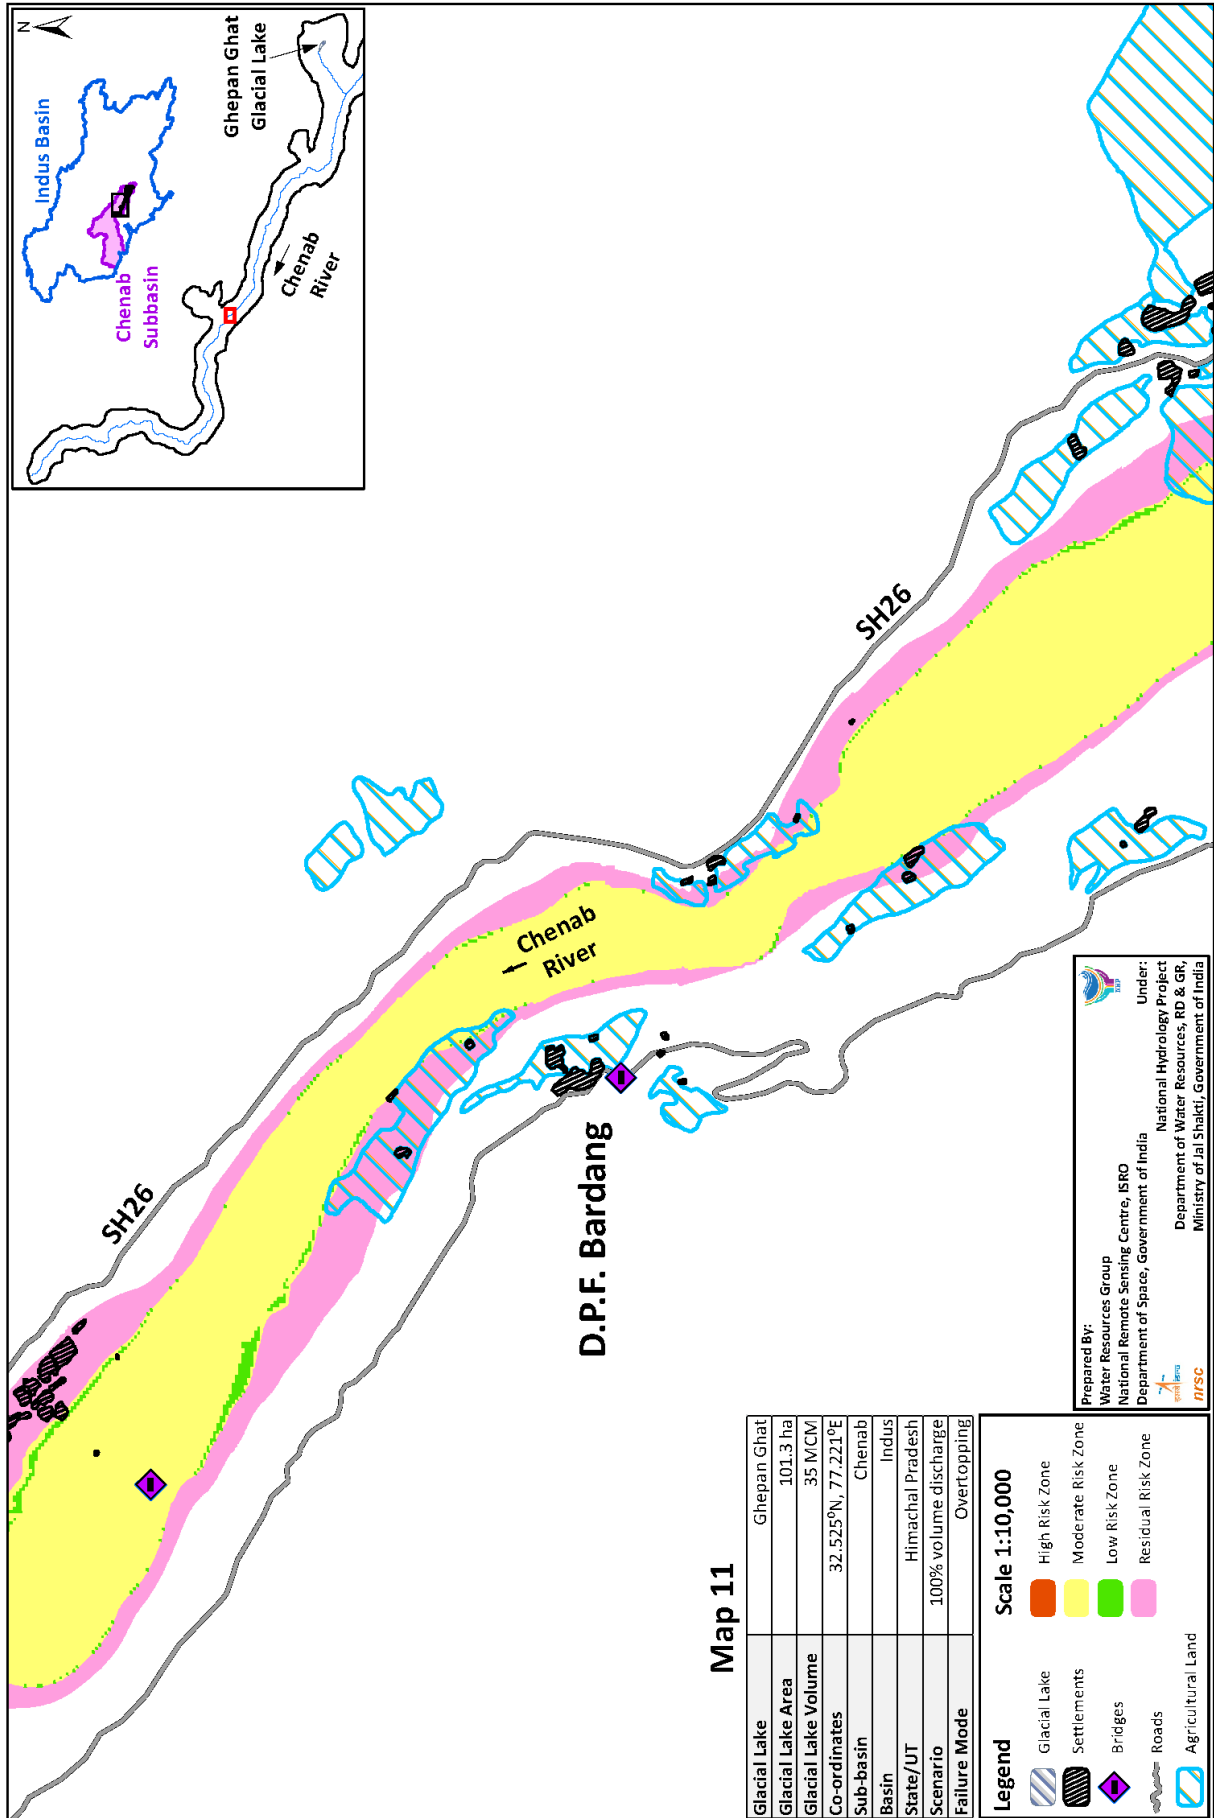 N
Indus Basin
Chenab
Subbasin
Ghepan Ghat
Glacial Lake
Chenab
River
SH26
SH26
Chenab
River
D.P.F. Bardang
Map 11
Glacial Lake Ghepan Ghat
Glacial Lake Area 101.3 ha
Glacial Lake Volume 35 MCM
Co-ordinates 32.525⁰N, 77.221⁰E
Sub-basin Chenab
Basin Indus
State/UT Himachal Pradesh
Scenario 100% volume discharge
Failure Mode Overtopping
Legend
Scale 1:10,000
Glacial Lake
Settlements
Bridges
Roads
Agricultural Land
High Risk Zone
Moderate Risk Zone
Low Risk Zone
Residual Risk Zone
Prepared By:
Water Resources Group
National Remote Sensing Centre, ISRO
Department of Space, Government of India
nrsc
Under:
National Hydrology Project
Department of Water Resources, RD & GR,
Ministry of Jal Shakti, Government of India